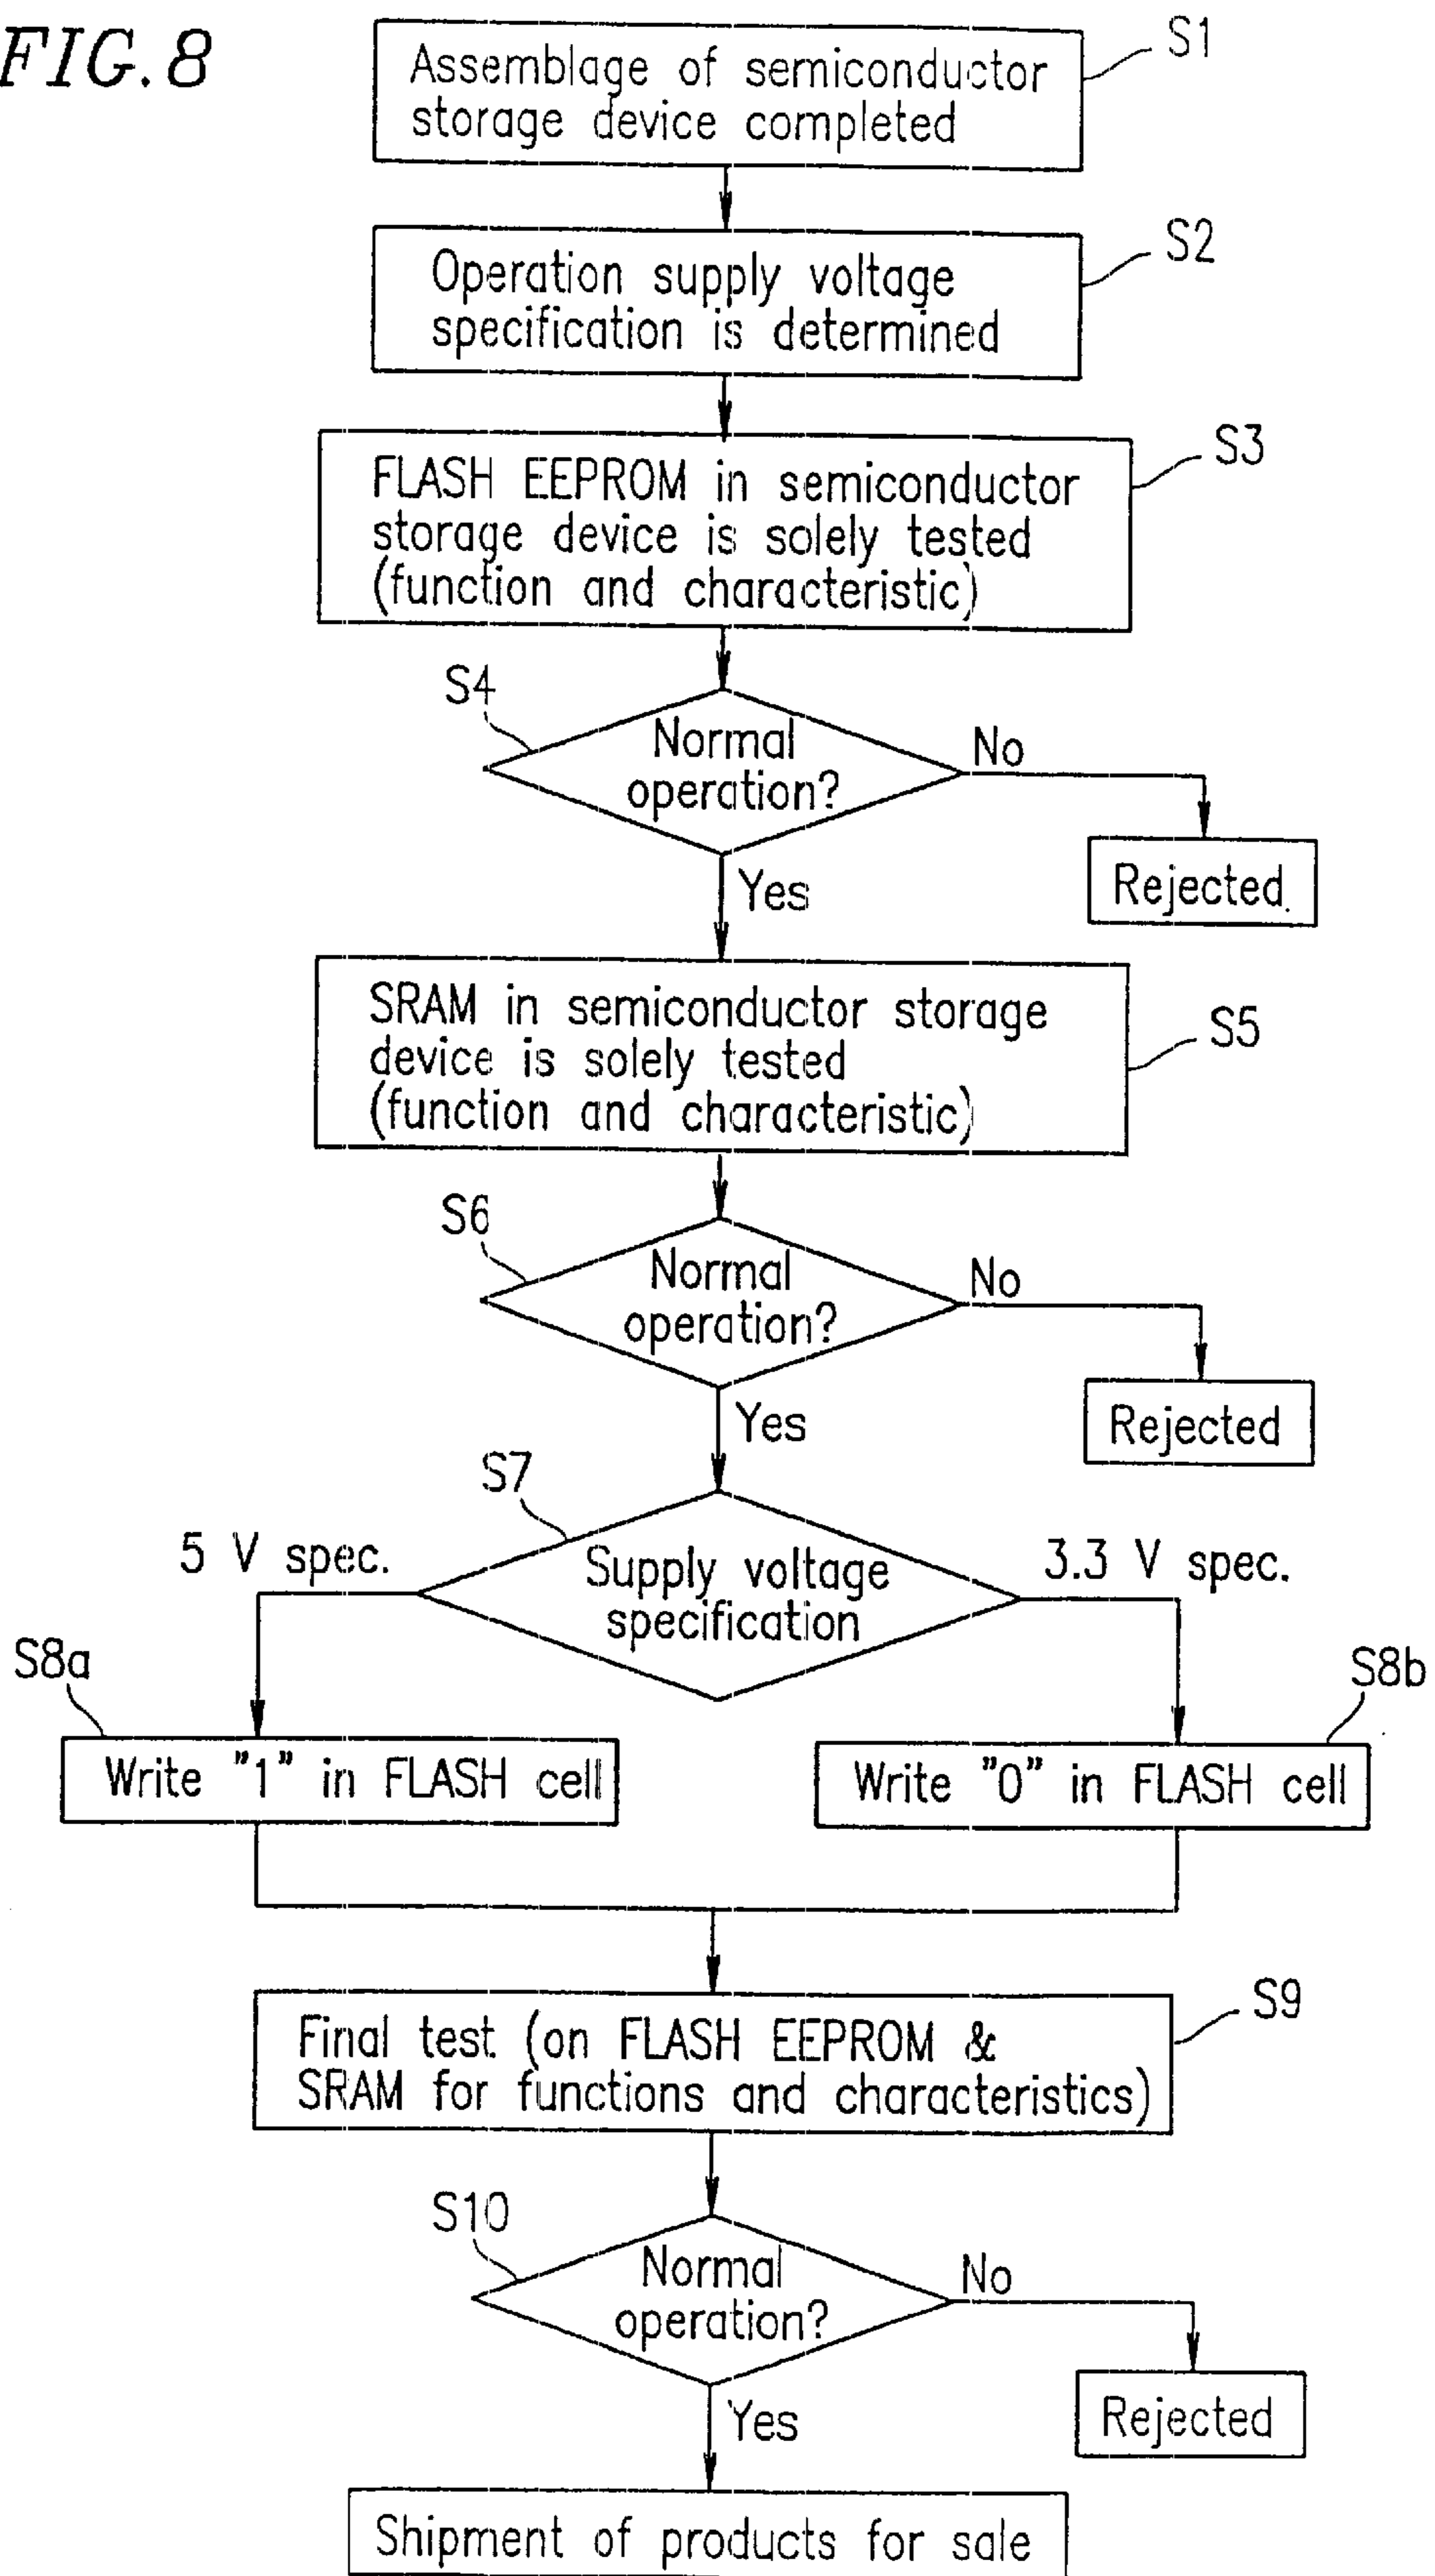 FIG.8
S1
Assemblage of semiconductor
storage device completed
S2
Operation supply voltage
specification is determined
S3
FLASH EEPROM in semiconductor
storage device is solely tested
(function and characteristic)
S4
Normal
operation?
No
Rejected
Yes
SRAM in semiconductor storage
device is solely tested
(function and characteristic)
S5
S6
Normal
operation?
No
Rejected
Yes
S7
5 V spec.
Supply voltage
specification
3.3 V spec.
S8a
S8b
Write "1" in FLASH cell
Write "0" in FLASH cell
S9
Final test (on FLASH EEPROM &
SRAM for functions and characteristics)
S10
Normal
operation?
No
Rejected
Yes
Shipment of products for sale